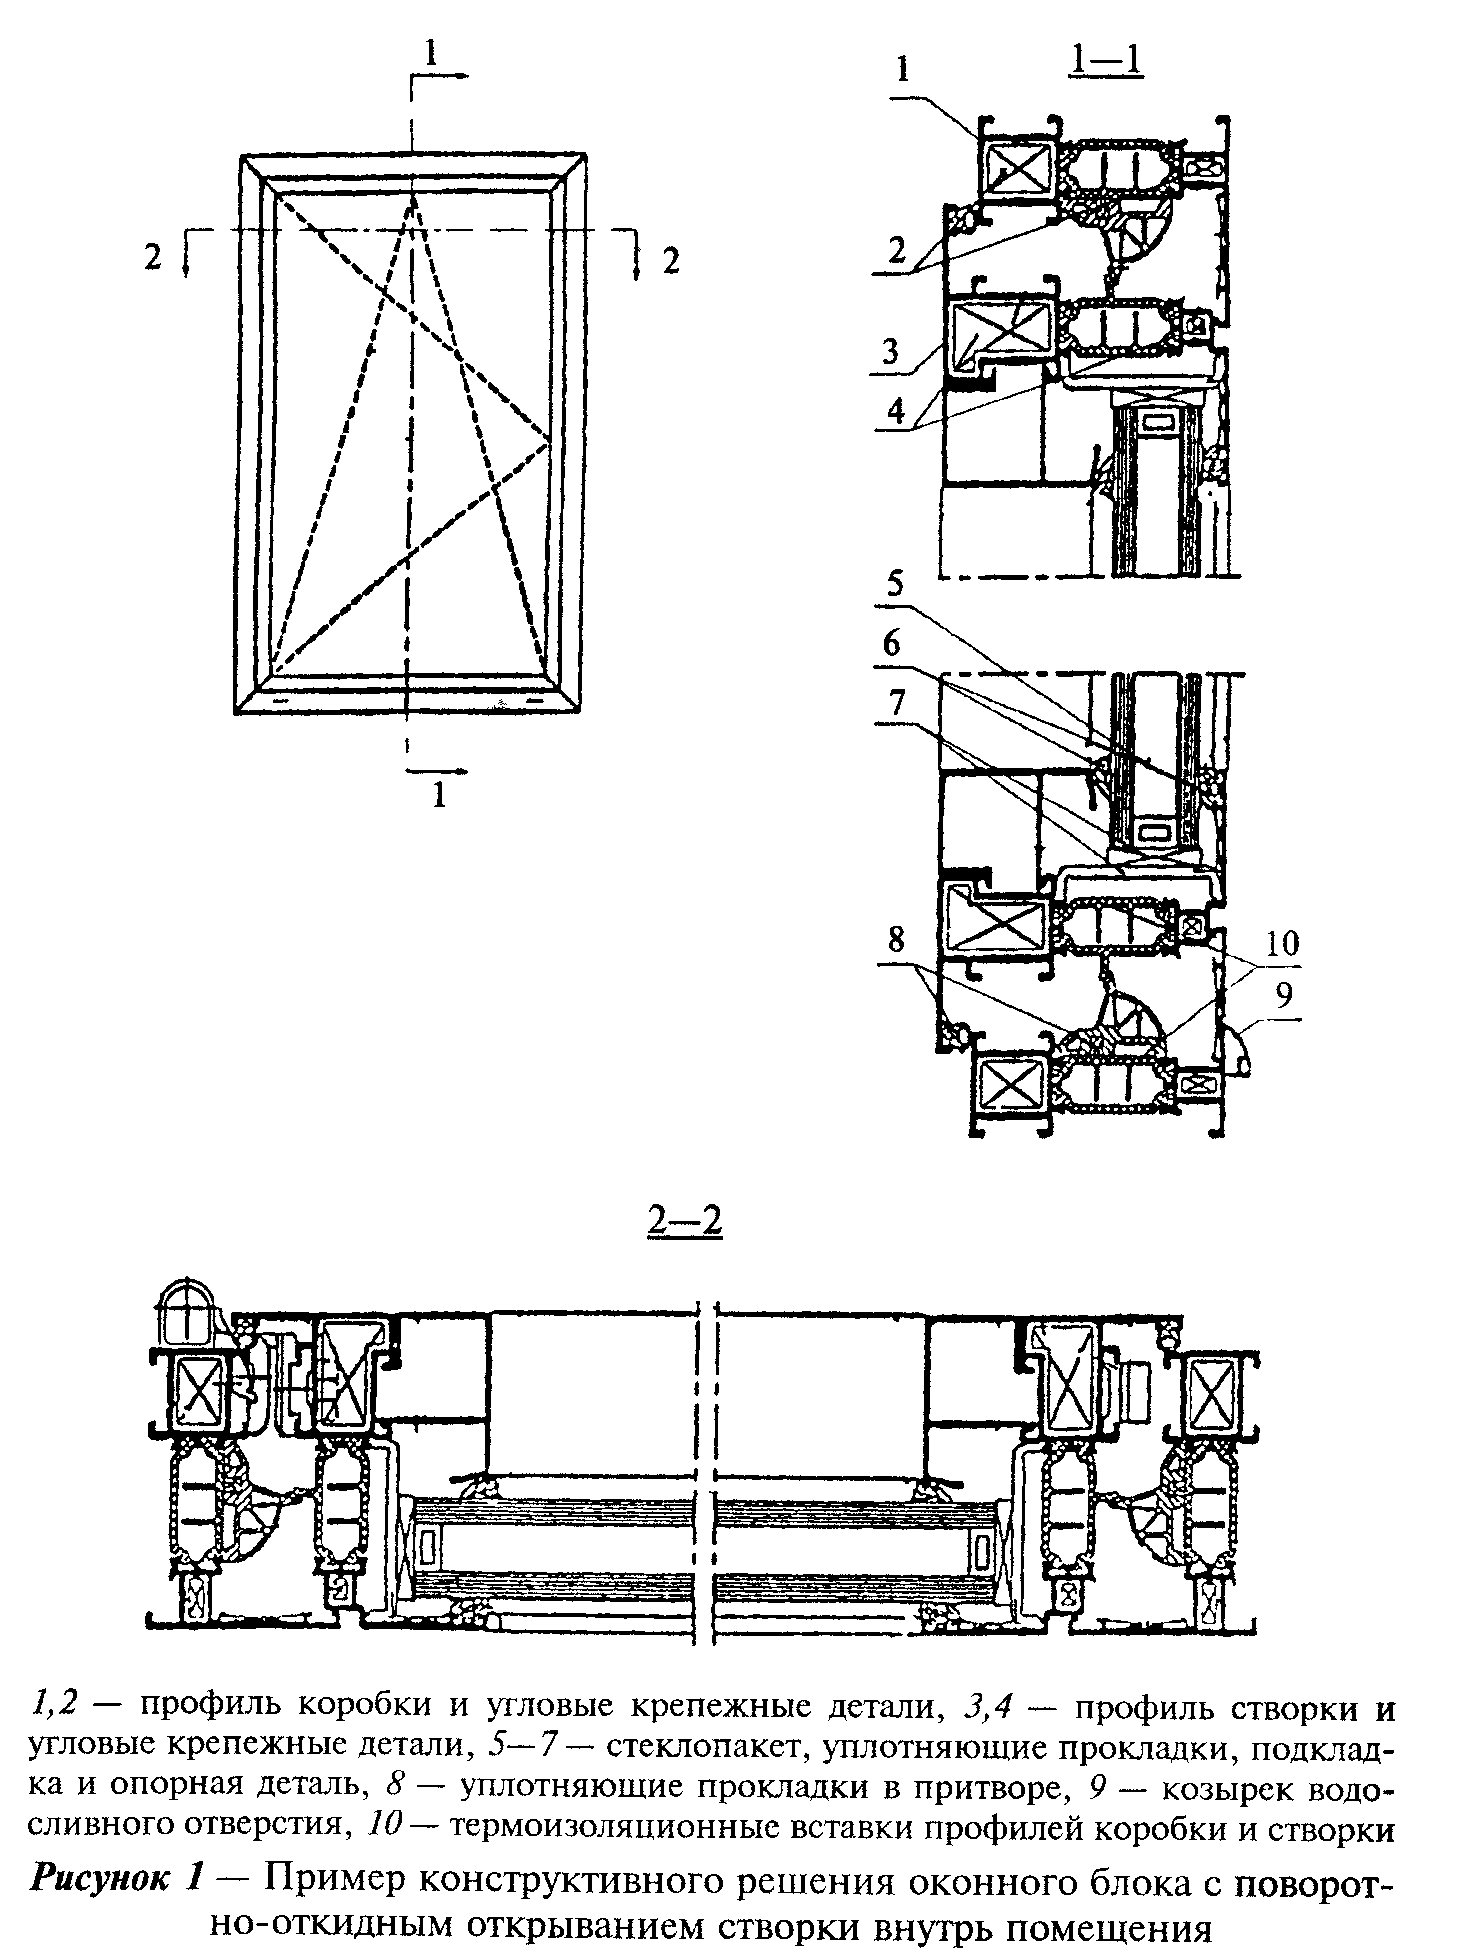 1
1—1
1
2
2
2
3
4
5
6
7
1
8
10
9
2—2
1,2 — профиль коробки и угловые крепежные детали, 3,4 — профиль створки и
угловые крепежные детали, 5—7 — стеклопакет, уплотняющие прокладки, подклад-
ка и опорная деталь, 8 — уплотняющие прокладки в притворе, 9 — козырек водо-
сливного отверстия, 10 — термоизоляционные вставки профилей коробки и створки
Рисунок 1 — Пример конструктивного решения оконного блока с поворот-
но-откидным открыванием створки внутрь помещения